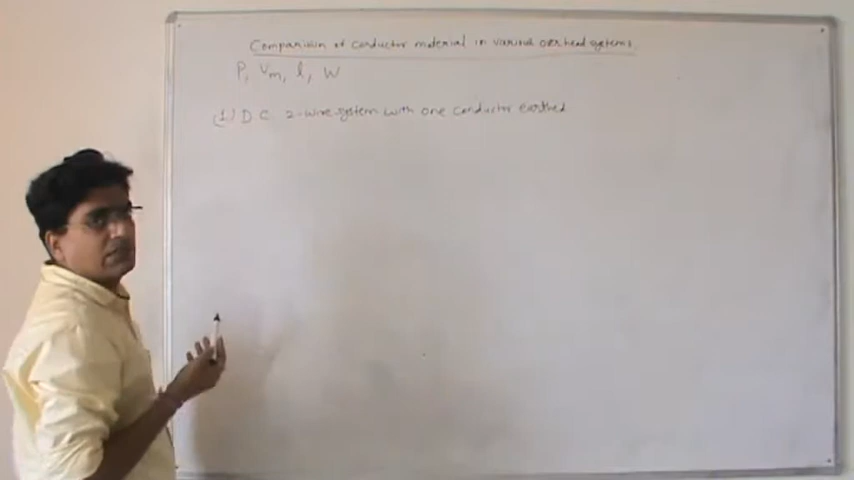 Comparision of conductor material in various overhead systems.
P, Vm, l, W
(1) D.C. 2-wire system with one conductor earthed